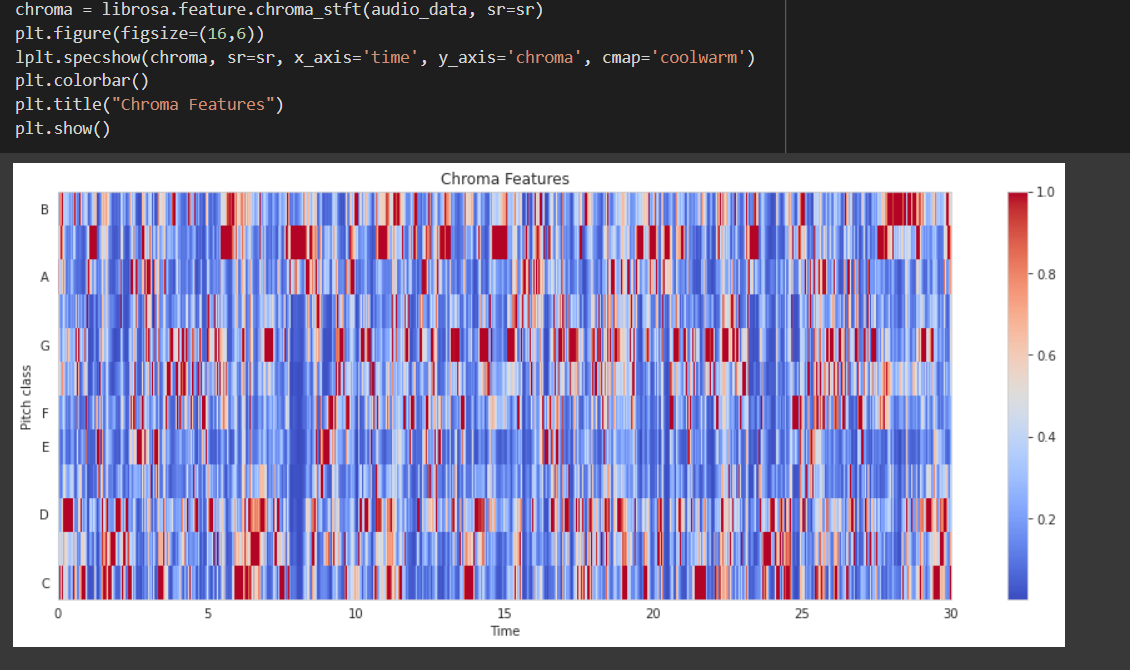 chroma = librosa.feature.chroma_stft(audio_data, sr=sr)
plt.figure(figsize=(16,6))
lplt.specshow(chroma, sr=sr, x_axis='time', y_axis='chroma', cmap='coolwarm')
plt.colorbar()
plt.title("Chroma Features")
plt.show()
Chroma Features
B
A
G
F
E
D
C
Pitch class
0 5 10 15 20 25 30
Time
1.0
0.8
0.6
0.4
0.2